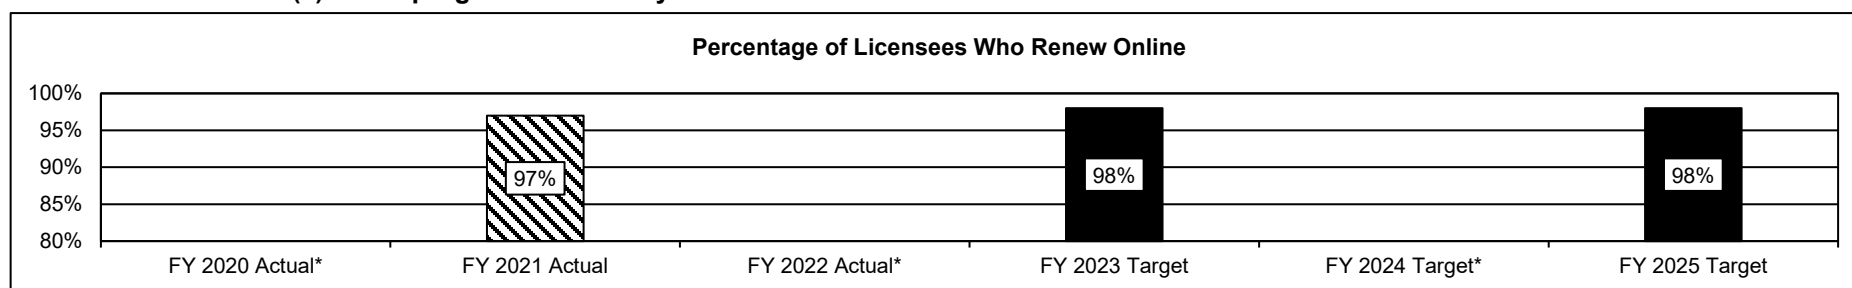 Percentage of Licensees Who Renew Online
100%
95%
90%
85%
80%
97%
98%
98%
FY 2020 Actual*
FY 2021 Actual
FY 2022 Actual*
FY 2023 Target
FY 2024 Target*
FY 2025 Target